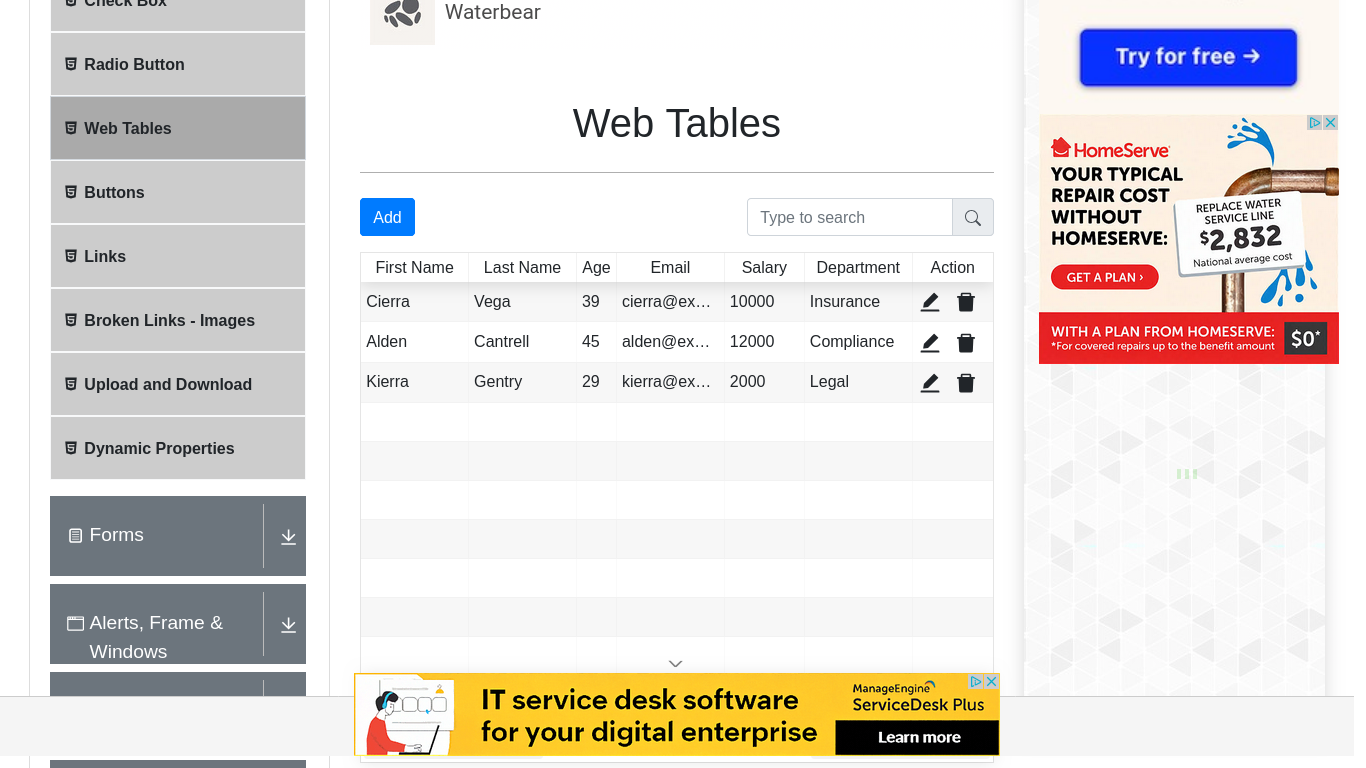 Check Box
Radio Button
Web Tables
Buttons
Links
Broken Links - Images
Upload and Download
Dynamic Properties
Forms
Alerts, Frame &
Windows
Waterbear
Web Tables
Add
Type to search
First Name Last Name Age Email Salary Department Action
Cierra Vega 39 cierra@ex… 10000 Insurance
Alden Cantrell 45 alden@ex… 12000 Compliance
Kierra Gentry 29 kierra@ex… 2000 Legal
IT service desk software
for your digital enterprise
ManageEngine
ServiceDesk Plus
Learn more
Try for free →
HomeServe
YOUR TYPICAL
REPAIR COST
WITHOUT
HOMESERVE:
GET A PLAN ›
REPLACE WATER
SERVICE LINE
$2,832
National average cost
WITH A PLAN FROM HOMESERVE:
*For covered repairs up to the benefit amount
$0*